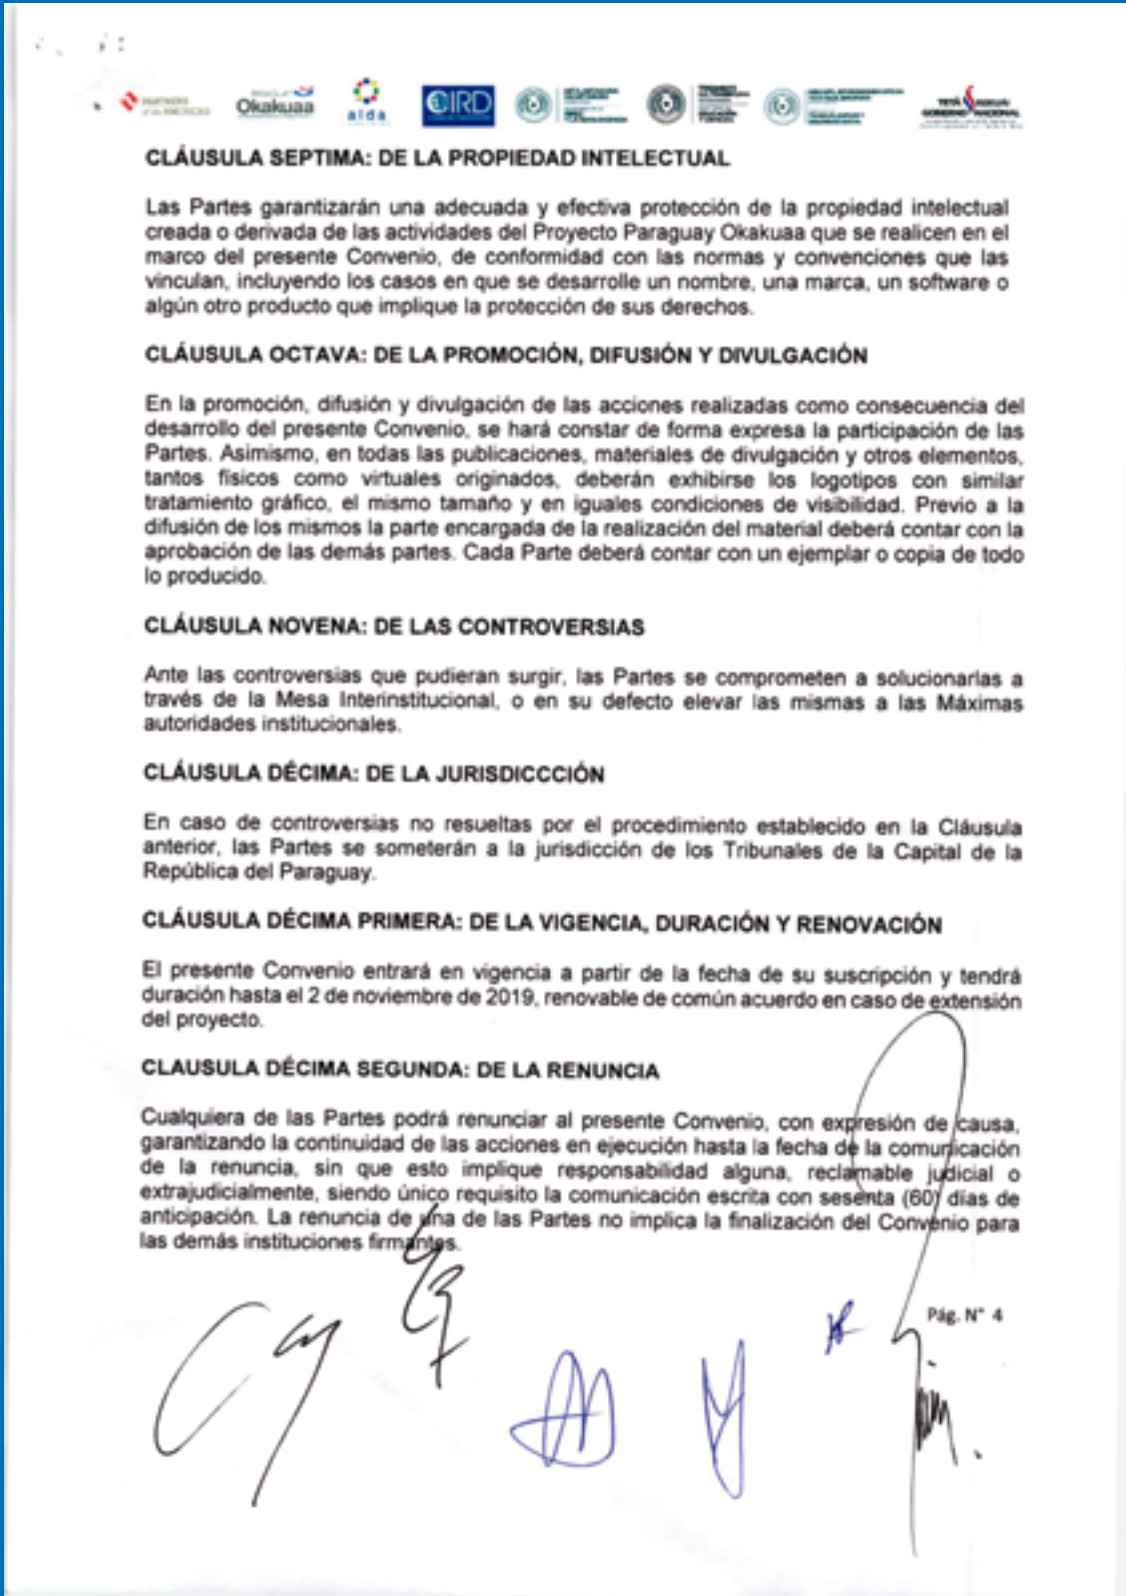 PARTNERS
of the AMERICAS
Okakuaa
alda
CIRD
TETÃ REKUÁI
GOBIERNO NACIONAL
CLÁUSULA SEPTIMA: DE LA PROPIEDAD INTELECTUAL
Las Partes garantizarán una adecuada y efectiva protección de la propiedad intelectual
creada o derivada de las actividades del Proyecto Paraguay Okakuaa que se realicen en el
marco del presente Convenio, de conformidad con las normas y convenciones que las
vinculan, incluyendo los casos en que se desarrolle un nombre, una marca, un software o
algún otro producto que implique la protección de sus derechos.
CLÁUSULA OCTAVA: DE LA PROMOCIÓN, DIFUSIÓN Y DIVULGACIÓN
En la promoción, difusión y divulgación de las acciones realizadas como consecuencia del
desarrollo del presente Convenio, se hará constar de forma expresa la participación de las
Partes. Asimismo, en todas las publicaciones, materiales de divulgación y otros elementos,
tantos físicos como virtuales originados, deberán exhibirse los logotipos con similar
tratamiento gráfico, el mismo tamaño y en iguales condiciones de visibilidad. Previo a la
difusión de los mismos la parte encargada de la realización del material deberá contar con la
aprobación de las demás partes. Cada Parte deberá contar con un ejemplar o copia de todo
lo producido.
CLÁUSULA NOVENA: DE LAS CONTROVERSIAS
Ante las controversias que pudieran surgir, las Partes se comprometen a solucionarlas a
través de la Mesa Interinstitucional, o en su defecto elevar las mismas a las Máximas
autoridades institucionales.
CLÁUSULA DÉCIMA: DE LA JURISDICCCIÓN
En caso de controversias no resueltas por el procedimiento establecido en la Cláusula
anterior, las Partes se someterán a la jurisdicción de los Tribunales de la Capital de la
República del Paraguay.
CLÁUSULA DÉCIMA PRIMERA: DE LA VIGENCIA, DURACIÓN Y RENOVACIÓN
El presente Convenio entrará en vigencia a partir de la fecha de su suscripción y tendrá
duración hasta el 2 de noviembre de 2019, renovable de común acuerdo en caso de extensión
del proyecto.
CLAUSULA DÉCIMA SEGUNDA: DE LA RENUNCIA
Cualquiera de las Partes podrá renunciar al presente Convenio, con expresión de causa,
garantizando la continuidad de las acciones en ejecución hasta la fecha de la comunicación
de la renuncia, sin que esto implique responsabilidad alguna, reclamable judicial o
extrajudicialmente, siendo único requisito la comunicación escrita con sesenta (60) días de
anticipación. La renuncia de una de las Partes no implica la finalización del Convenio para
las demás instituciones firmantes.
Pág. N° 4